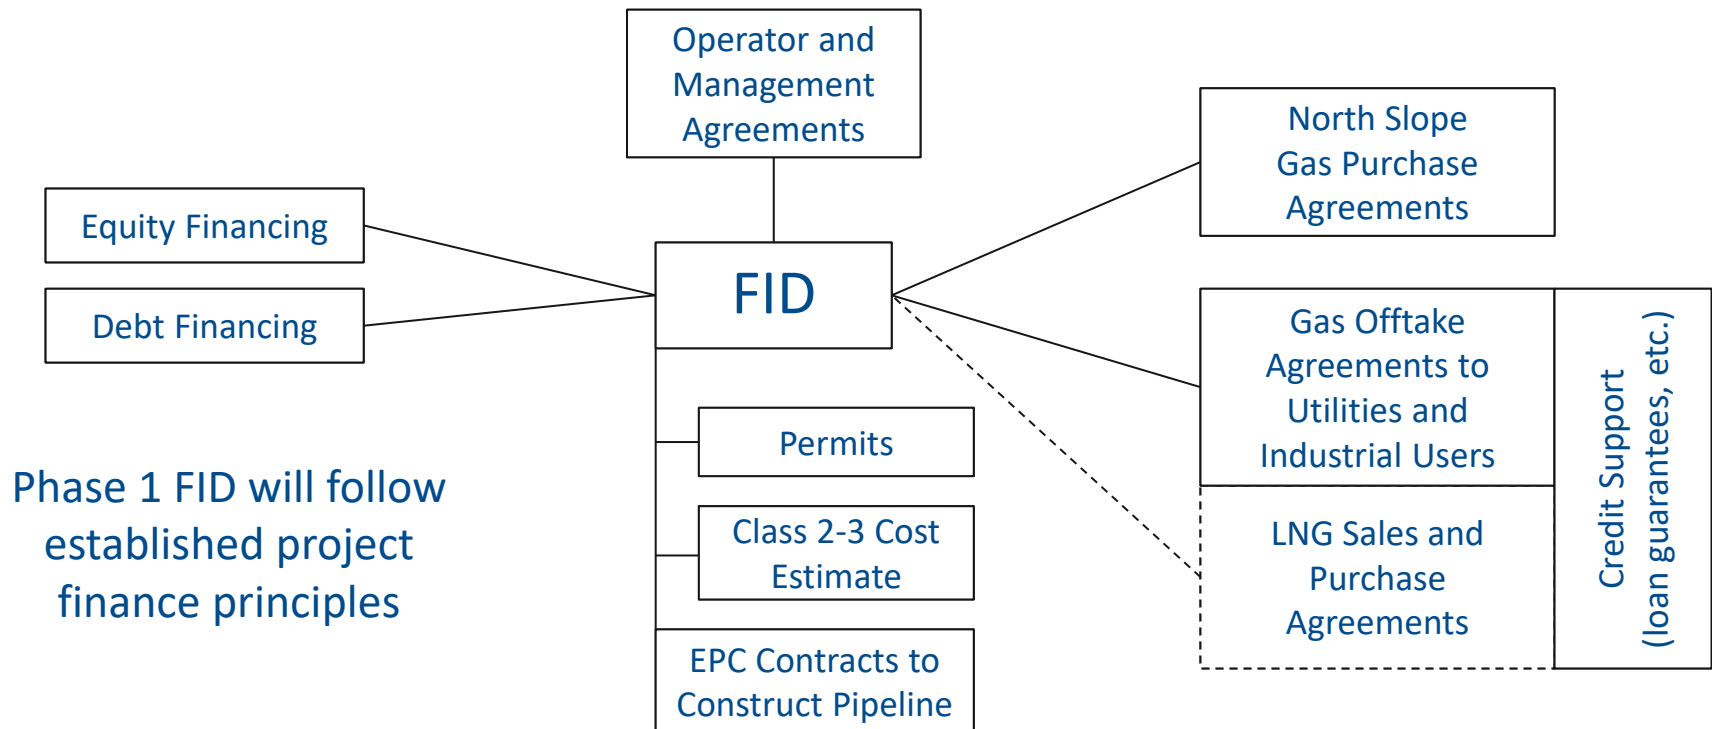 Operator and
Management
Agreements
North Slope
Gas Purchase
Agreements
Equity Financing
Debt Financing
FID
Gas Offtake
Agreements to
Utilities and
Industrial Users
Credit Support
(loan guarantees, etc.)
Permits
Phase 1 FID will follow
established project
finance principles
Class 2-3 Cost
Estimate
LNG Sales and
Purchase
Agreements
EPC Contracts to
Construct Pipeline